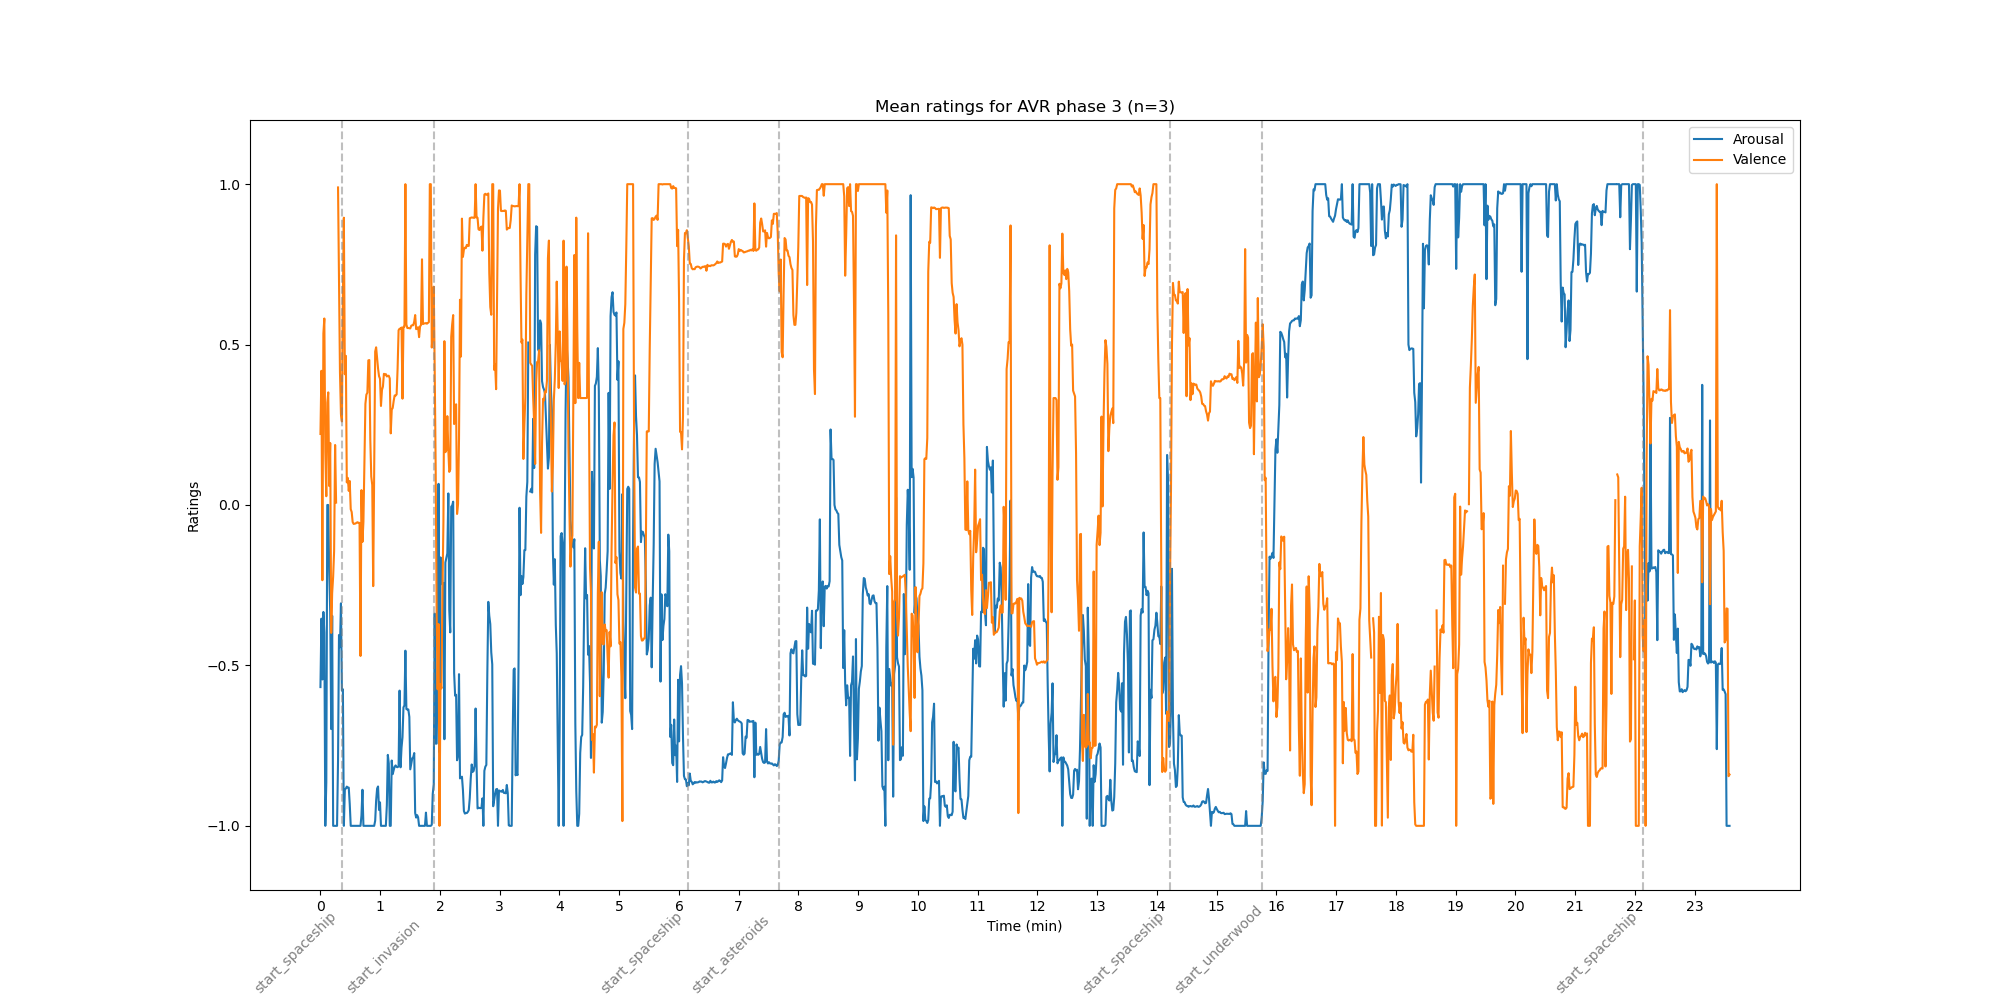 Mean ratings for AVR phase 3 (n=3)
Arousal
Valence
1.0
0.5
0.0
−0.5
−1.0
Ratings
0 1 2 3 4 5 6 7 8 9 10 11 12 13 14 15 16 17 18 19 20 21 22 23
Time (min)
start_spaceship
start_invasion
start_spaceship
start_asteroids
start_spaceship
start_underwood
start_spaceship